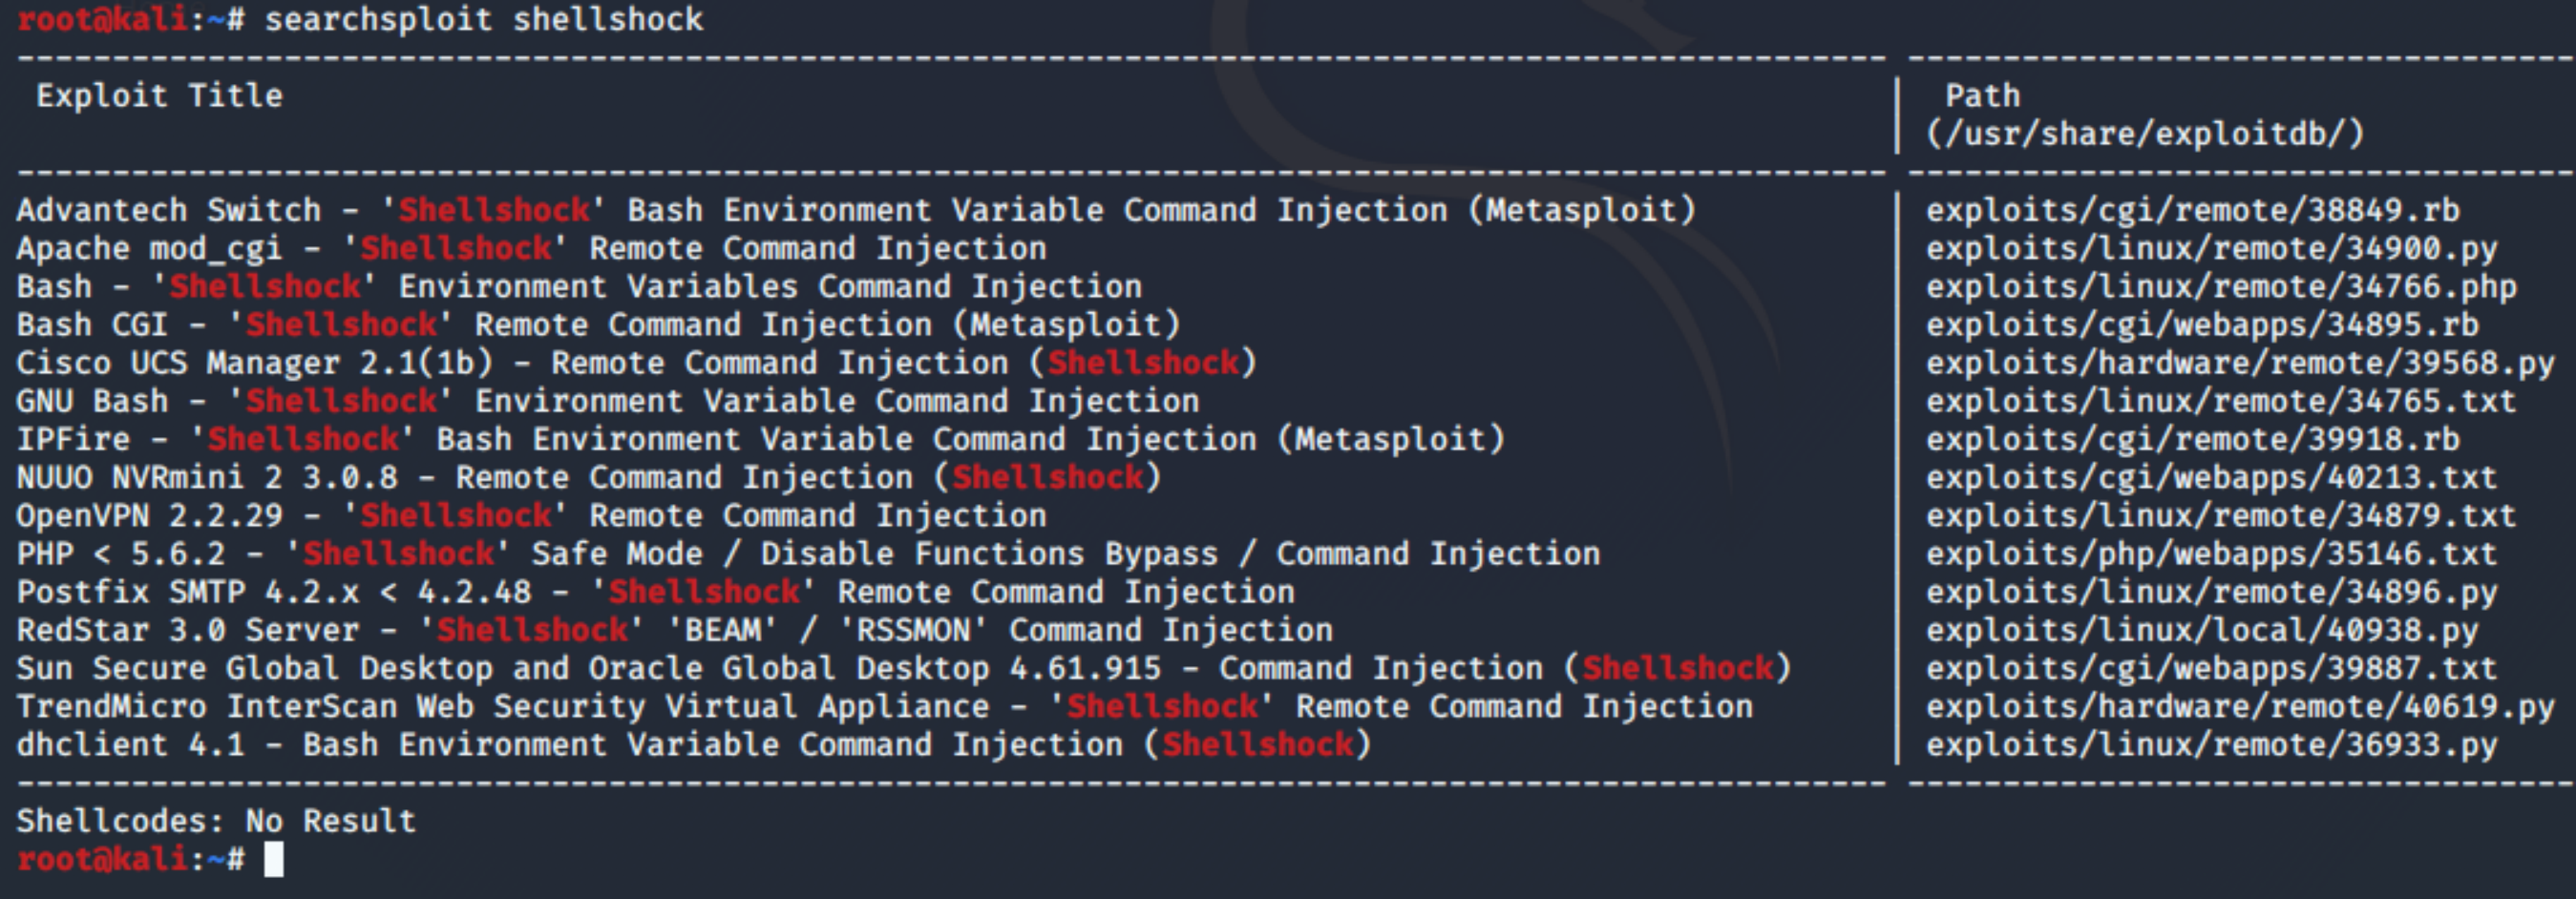 root@kali:~# searchsploit shellshock
--------------------------------------------------------------------------------------------------- -----------------------------------
 Exploit Title | Path
 | (/usr/share/exploitdb/)
--------------------------------------------------------------------------------------------------- -----------------------------------
Advantech Switch - 'Shellshock' Bash Environment Variable Command Injection (Metasploit) | exploits/cgi/remote/38849.rb
Apache mod_cgi - 'Shellshock' Remote Command Injection | exploits/linux/remote/34900.py
Bash - 'Shellshock' Environment Variables Command Injection | exploits/linux/remote/34766.php
Bash CGI - 'Shellshock' Remote Command Injection (Metasploit) | exploits/cgi/webapps/34895.rb
Cisco UCS Manager 2.1(1b) - Remote Command Injection (Shellshock) | exploits/hardware/remote/39568.py
GNU Bash - 'Shellshock' Environment Variable Command Injection | exploits/linux/remote/34765.txt
IPFire - 'Shellshock' Bash Environment Variable Command Injection (Metasploit) | exploits/cgi/remote/39918.rb
NUUO NVRmini 2 3.0.8 - Remote Command Injection (Shellshock) | exploits/cgi/webapps/40213.txt
OpenVPN 2.2.29 - 'Shellshock' Remote Command Injection | exploits/linux/remote/34879.txt
PHP < 5.6.2 - 'Shellshock' Safe Mode / Disable Functions Bypass / Command Injection | exploits/php/webapps/35146.txt
Postfix SMTP 4.2.x < 4.2.48 - 'Shellshock' Remote Command Injection | exploits/linux/remote/34896.py
RedStar 3.0 Server - 'Shellshock' 'BEAM' / 'RSSMON' Command Injection | exploits/linux/local/40938.py
Sun Secure Global Desktop and Oracle Global Desktop 4.61.915 - Command Injection (Shellshock) | exploits/cgi/webapps/39887.txt
TrendMicro InterScan Web Security Virtual Appliance - 'Shellshock' Remote Command Injection | exploits/hardware/remote/40619.py
dhclient 4.1 - Bash Environment Variable Command Injection (Shellshock) | exploits/linux/remote/36933.py
--------------------------------------------------------------------------------------------------- -----------------------------------
Shellcodes: No Result
root@kali:~#